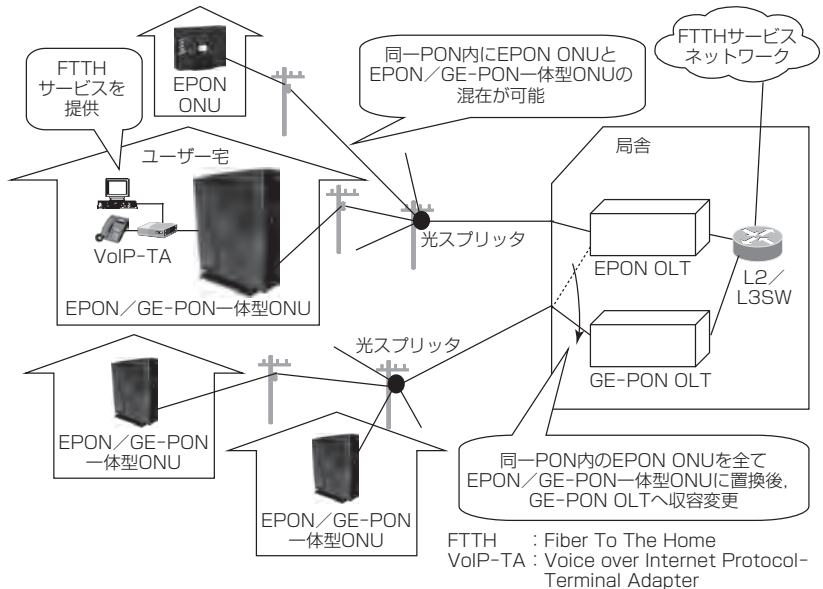 FTTH
サービスを
提供
EPON
ONU
同一PON内にEPON ONUと
EPON／GE-PON一体型ONUの
混在が可能
FTTHサービス
ネットワーク
ユーザー宅
VoIP-TA
EPON／GE-PON一体型ONU
光スプリッタ
局舎
EPON OLT
L2／
L3SW
GE-PON OLT
光スプリッタ
EPON／GE-PON
一体型ONU
EPON／GE-PON
一体型ONU
同一PON内のEPON ONUを全て
EPON／GE-PON一体型ONUに置換後，
GE-PON OLTへ収容変更
FTTH ：Fiber To The Home
VoIP-TA：Voice over Internet Protocol-
Terminal Adapter